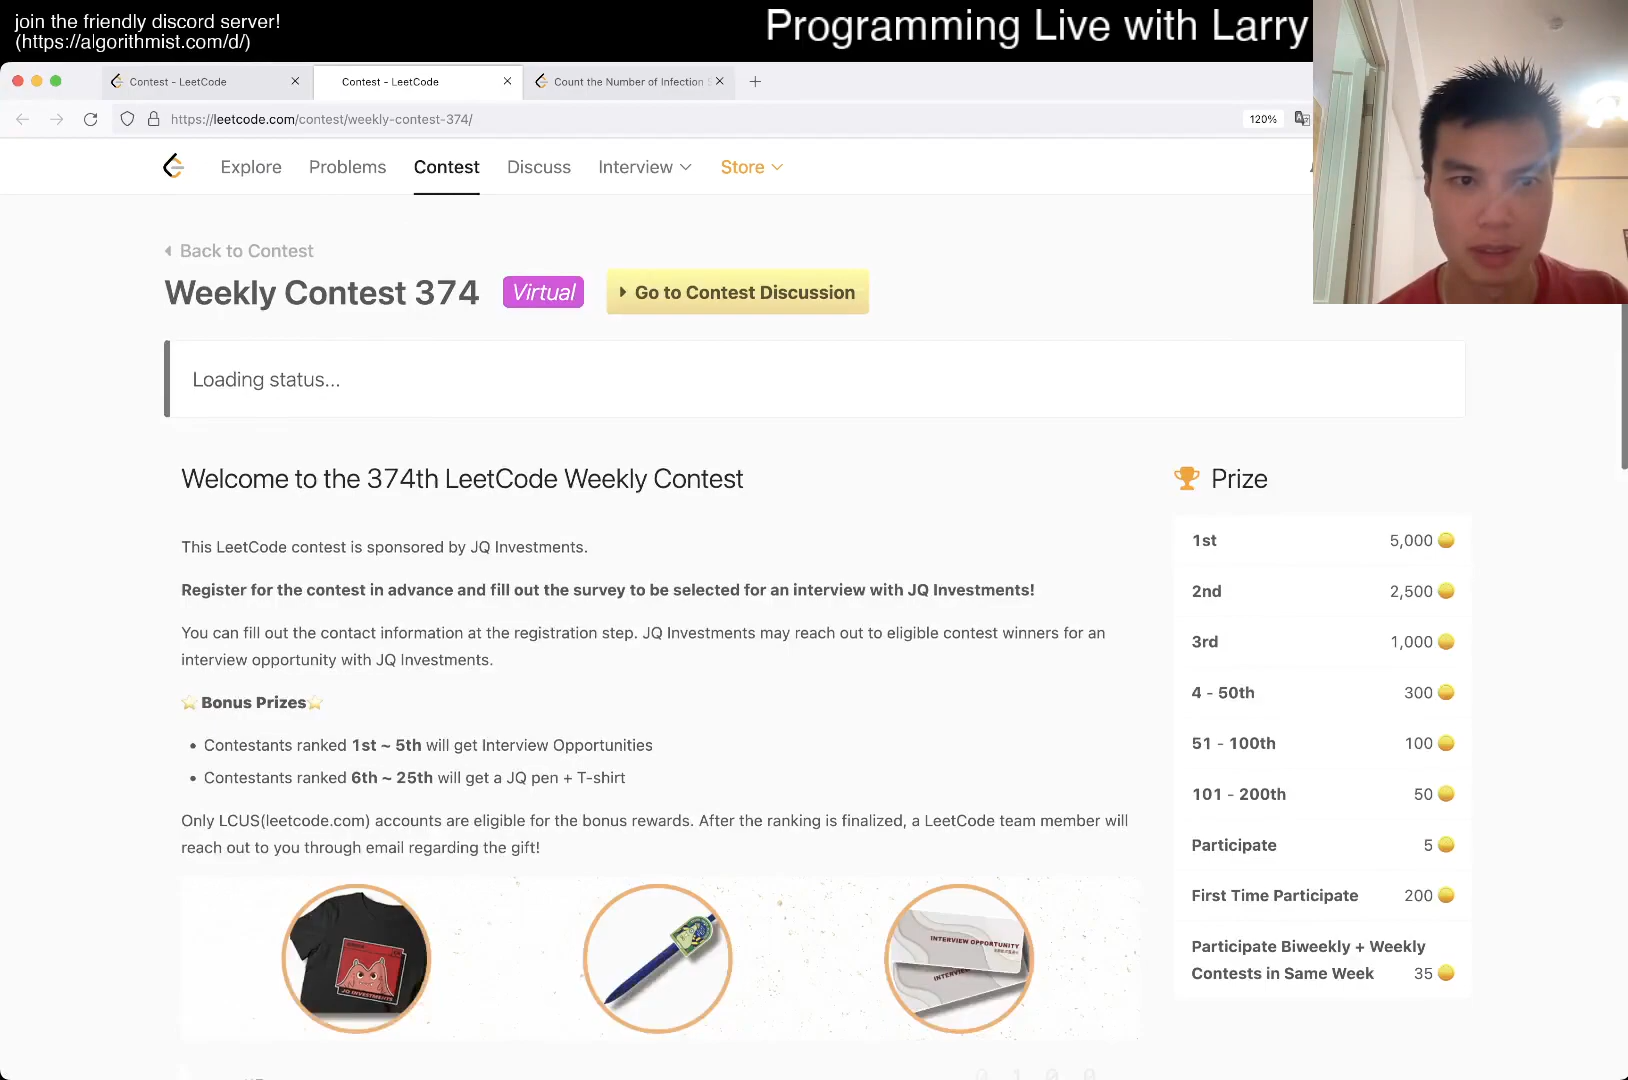 join the friendly discord server!
(https://algorithmist.com/d/)
Programming Live with Larry
Contest - LeetCode
Contest - LeetCode
Count the Number of Infection
https://leetcode.com/contest/weekly-contest-374/
120%
Explore
Problems
Contest
Discuss
Interview
Store
Back to Contest
Weekly Contest 374
Virtual
Go to Contest Discussion
Loading status...
Welcome to the 374th LeetCode Weekly Contest
This LeetCode contest is sponsored by JQ Investments.
Register for the contest in advance and fill out the survey to be selected for an interview with JQ Investments!
You can fill out the contact information at the registration step. JQ Investments may reach out to eligible contest winners for an
interview opportunity with JQ Investments.
Bonus Prizes
Contestants ranked 1st ~ 5th will get Interview Opportunities
Contestants ranked 6th ~ 25th will get a JQ pen + T-shirt
Only LCUS(leetcode.com) accounts are eligible for the bonus rewards. After the ranking is finalized, a LeetCode team member will
reach out to you through email regarding the gift!
JQ INVESTMENTS
INTERVIEW OPPORTUNITY
Prize
1st 5,000
2nd 2,500
3rd 1,000
4 - 50th 300
51 - 100th 100
101 - 200th 50
Participate 5
First Time Participate 200
Participate Biweekly + Weekly
Contests in Same Week 35